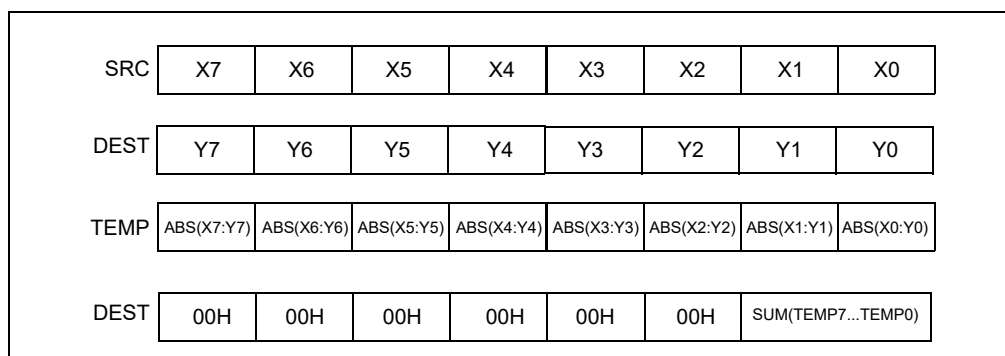 SRC X7 X6 X5 X4 X3 X2 X1 X0
DEST Y7 Y6 Y5 Y4 Y3 Y2 Y1 Y0
TEMP ABS(X7:Y7) ABS(X6:Y6) ABS(X5:Y5) ABS(X4:Y4) ABS(X3:Y3) ABS(X2:Y2) ABS(X1:Y1) ABS(X0:Y0)
DEST 00H 00H 00H 00H 00H 00H SUM(TEMP7...TEMP0)